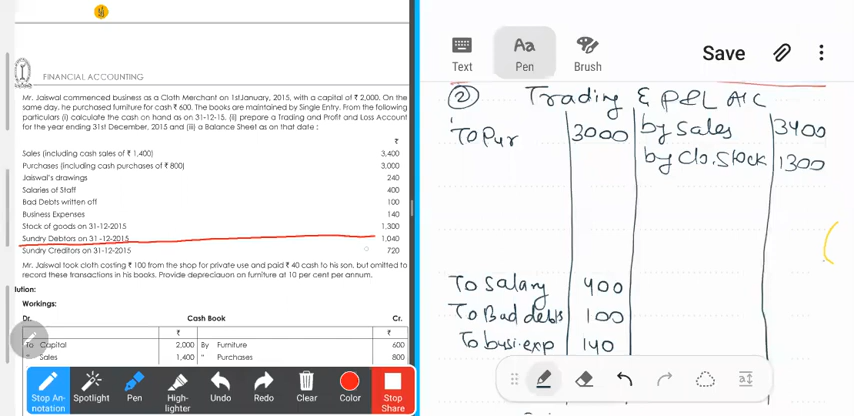 FINANCIAL ACCOUNTING
Mr. Jaiswal commenced business as a Cloth Merchant on 1st January, 2015, with a capital of ₹ 2,000. On the
same day, he purchased furniture for cash ₹ 600. The books are maintained by Single Entry. From the following
particulars (i) calculate the cash on hand as on 31-12-15. (ii) prepare a Trading and Profit and Loss Account
for the year ending 31st December, 2015 and (iii) a Balance Sheet as on that date :
₹
Sales (including cash sales of ₹ 1,400) 3,400
Purchases (including cash purchases of ₹ 800) 3,000
Jaiswal's drawings 240
Salaries of Staff 400
Bad Debts written off 100
Business Expenses 140
Stock of goods on 31-12-2015 1,300
Sundry Debtors on 31-12-2015 1,040
Sundry Creditors on 31-12-2015 720
Mr. Jaiswal took cloth costing ₹ 100 from the shop for private use and paid ₹ 40 cash to his son, but omitted to
record these transactions in his books. Provide depreciauon on furniture at 10 per cent per annum.
lution:
Workings:
Dr. Cash Book Cr.
₹ ₹
To Capital 2,000 By Furniture 600
" Sales 1,400 " Purchases 800
Stop An-
notation
Spotlight
Pen
High-
lighter
Undo
Redo
Clear
Color
Stop
Share
Text
Aa
Pen
Brush
Save
② Trading & P&L A/C
To Pur 3000 by Sales 3400
by Clo. Stock 1300
To Salary 400
To Bad debts 100
To busi. exp 140